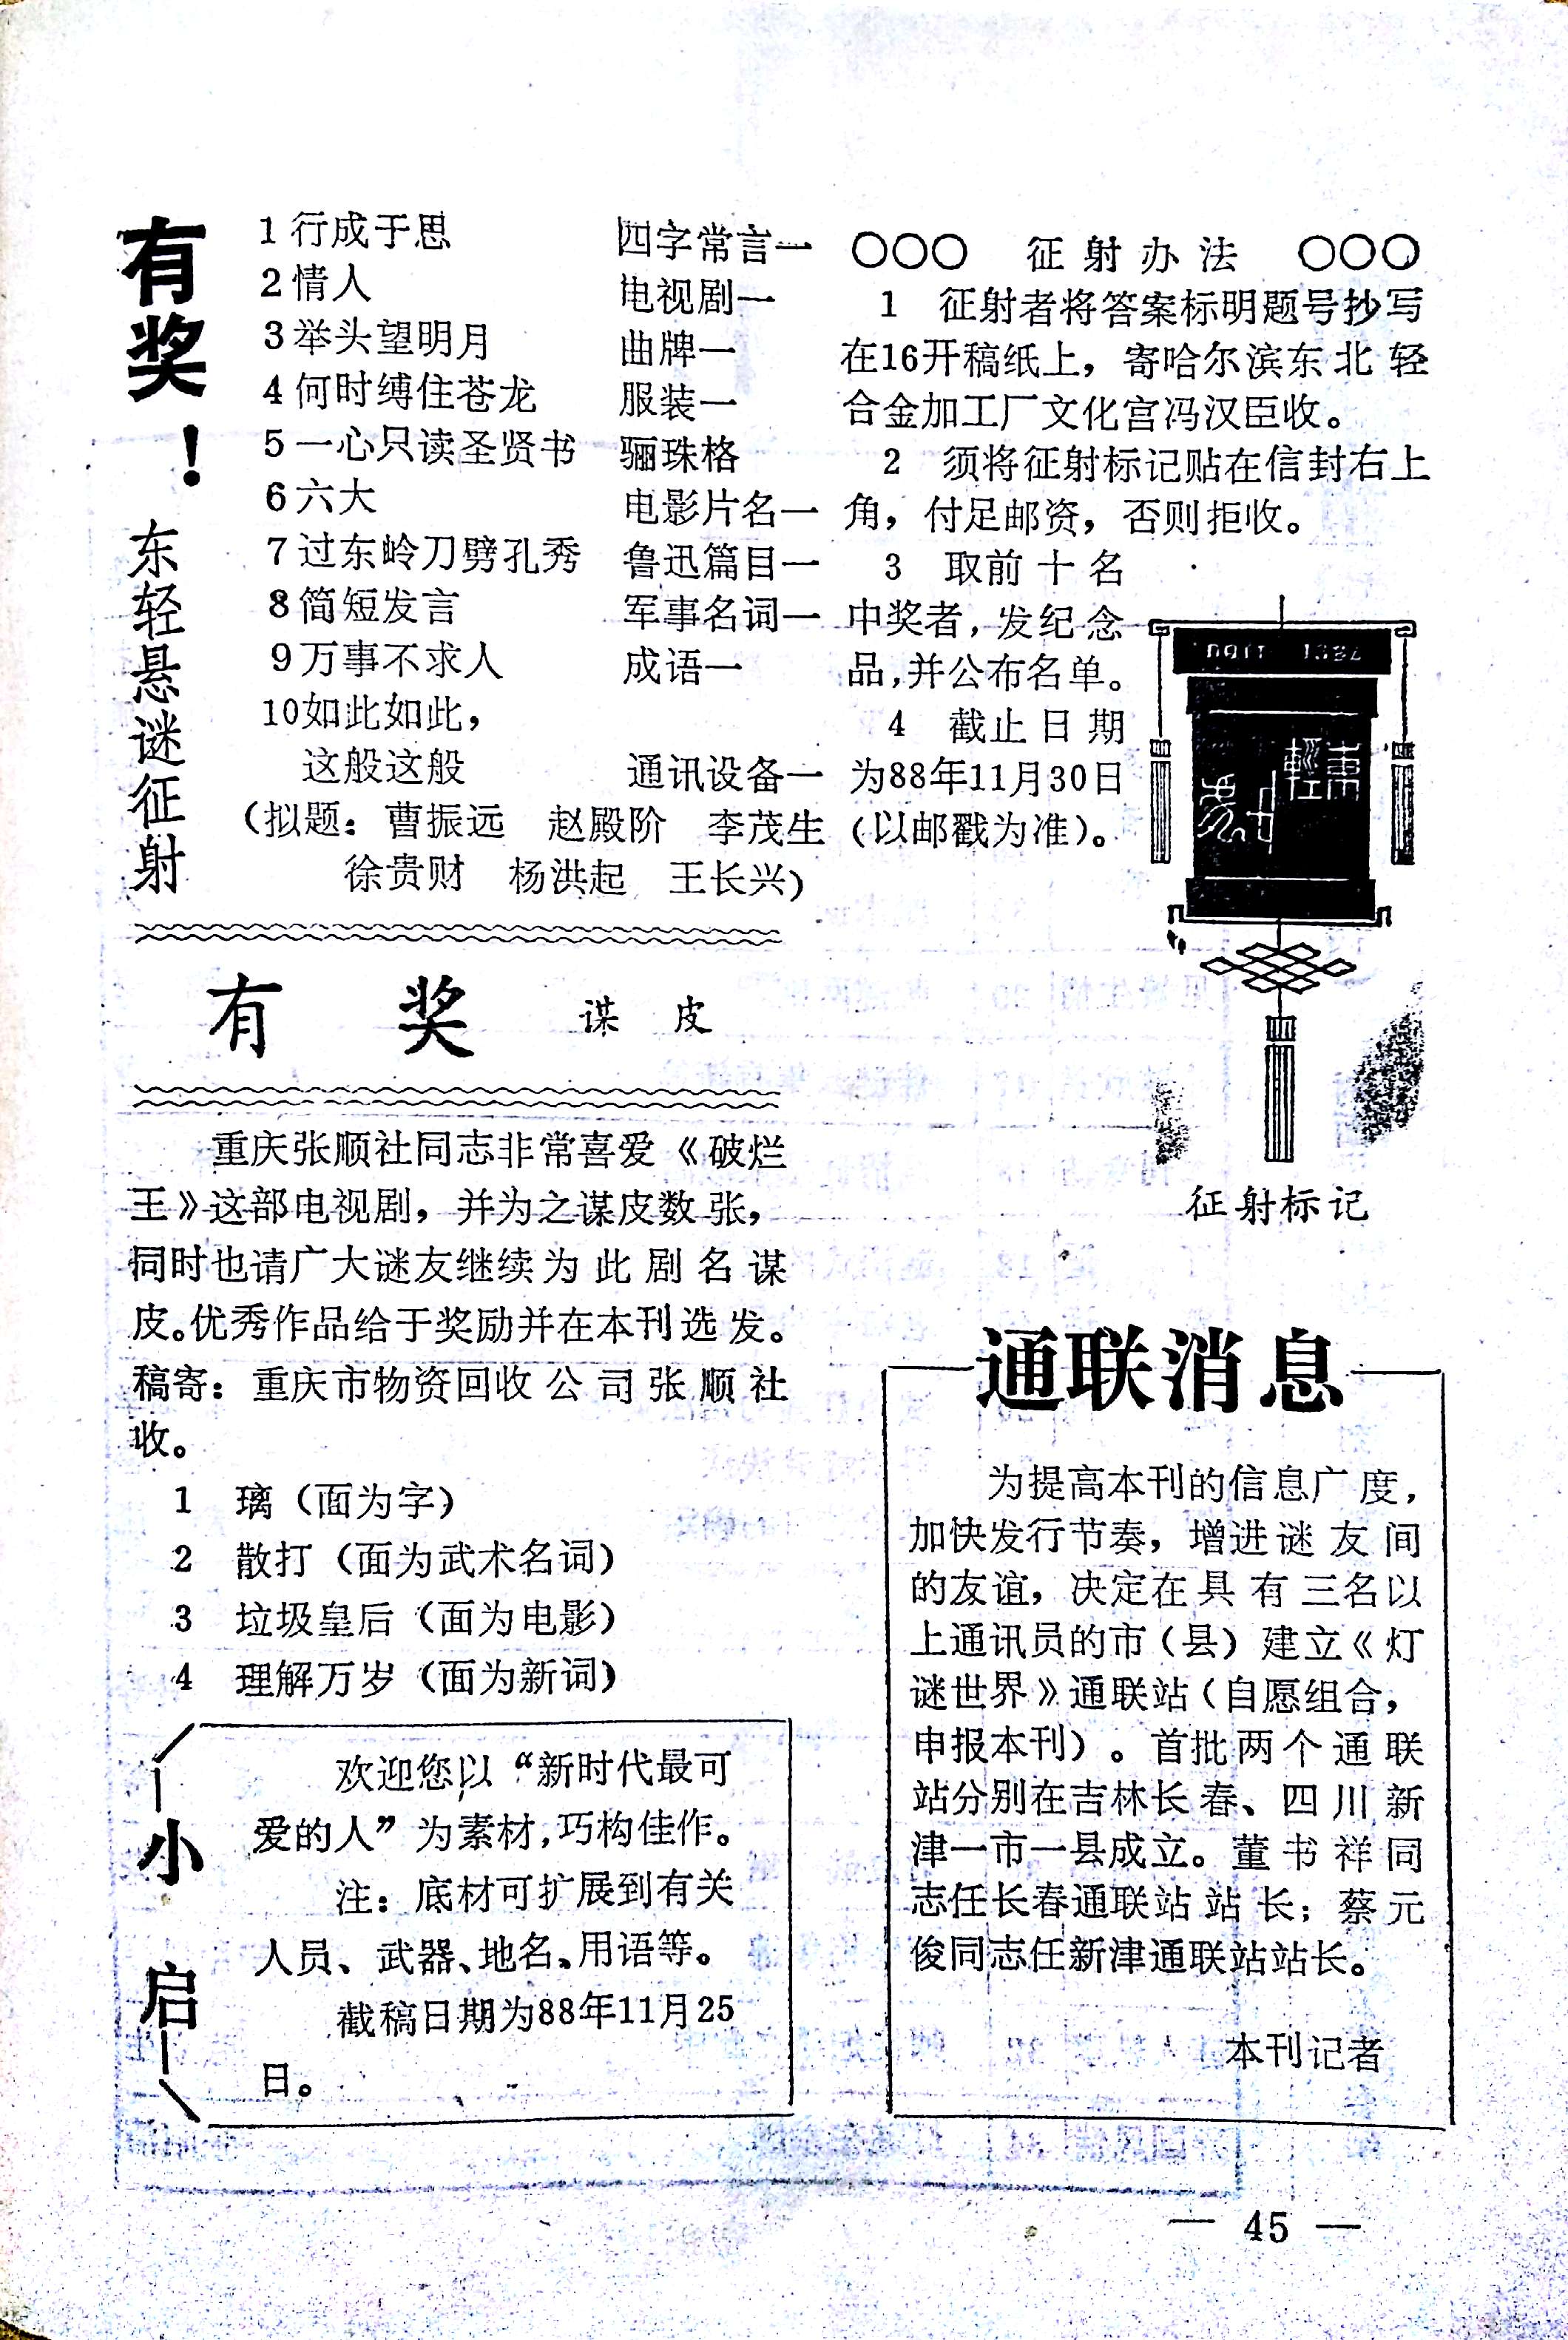 有奖！
东轻悬谜征射
1行成于思 四字常言一
2情人 电视剧一
3举头望明月 曲牌一
4何时缚住苍龙 服装一
5一心只读圣贤书 骊珠格
6六大 电影片名一
7过东岭刀劈孔秀 鲁迅篇目一
8简短发言 军事名词一
9万事不求人 成语一
10如此如此，
这般这般 通讯设备一
（拟题：曹振远 赵殿阶 李茂生
徐贵财 杨洪起 王长兴）
○○○ 征射办法 ○○○
1 征射者将答案标明题号抄写
在16开稿纸上，寄哈尔滨东北轻
合金加工厂文化宫冯汉臣收。
2 须将征射标记贴在信封右上
角，付足邮资，否则拒收。
3 取前十名
中奖者，发纪念
品，并公布名单。
4 截止日期
为88年11月30日
（以邮戳为准）。
征射标记
有奖 谋皮
重庆张顺社同志非常喜爱《破烂
王》这部电视剧，并为之谋皮数张，
同时也请广大谜友继续为此剧名谋
皮。优秀作品给于奖励并在本刊选发。
稿寄：重庆市物资回收公司张顺社
收。
1 璃（面为字）
2 散打（面为武术名词）
3 垃圾皇后（面为电影）
4 理解万岁（面为新词）
小启
欢迎您以“新时代最可
爱的人”为素材，巧构佳作。
注：底材可扩展到有关
人员、武器、地名、用语等。
截稿日期为88年11月25
日。
通联消息
为提高本刊的信息广度，
加快发行节奏，增进谜友间
的友谊，决定在具有三名以
上通讯员的市（县）建立《灯
谜世界》通联站（自愿组合，
申报本刊）。首批两个通联
站分别在吉林长春、四川新
津一市一县成立。董书祥同
志任长春通联站站长；蔡元
俊同志任新津通联站站长。
本刊记者
— 45 —